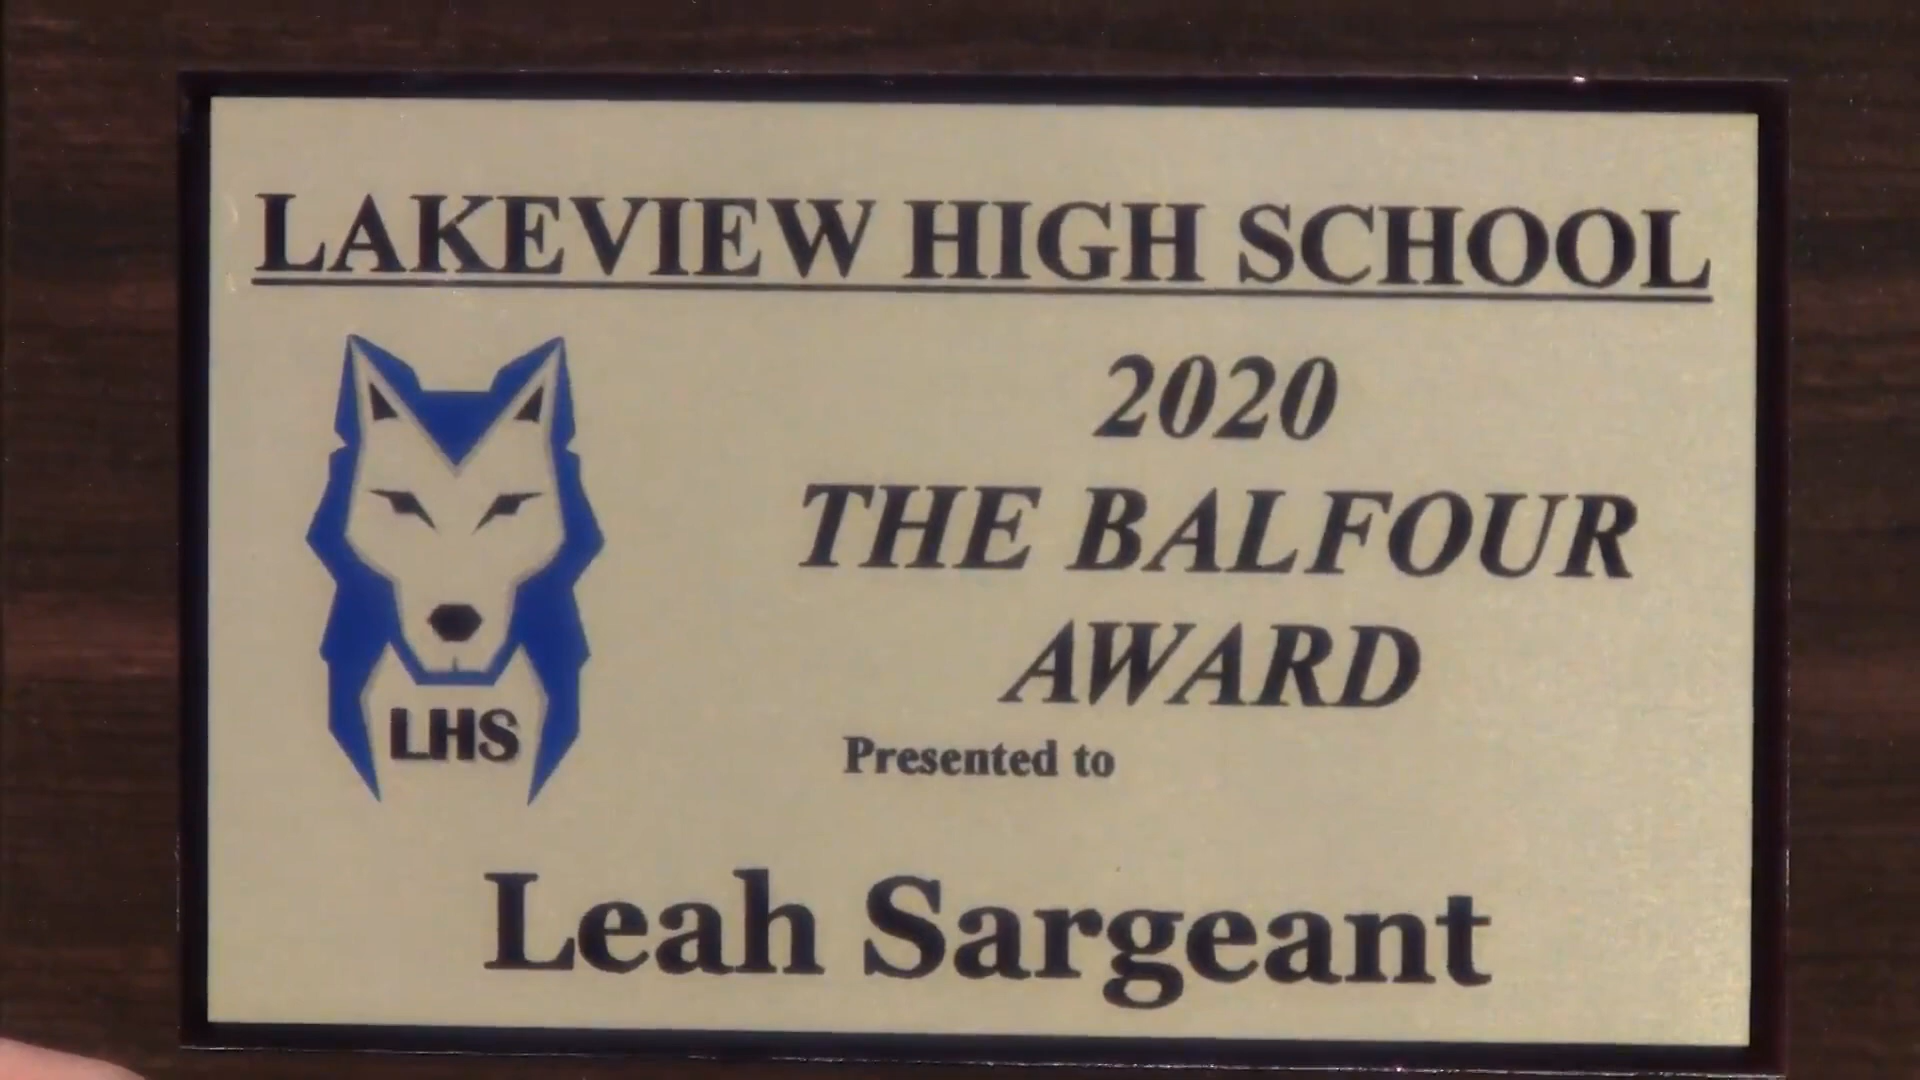 LAKEVIEW HIGH SCHOOL
2020
THE BALFOUR
AWARD
LHS
Presented to
Leah Sargeant